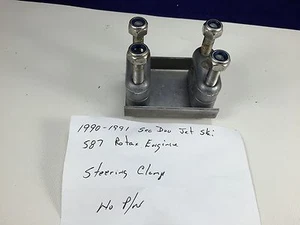 1990-1991 Sea Doo Jet Ski
587 Rotax Engine
Steering Clamp
No P/N